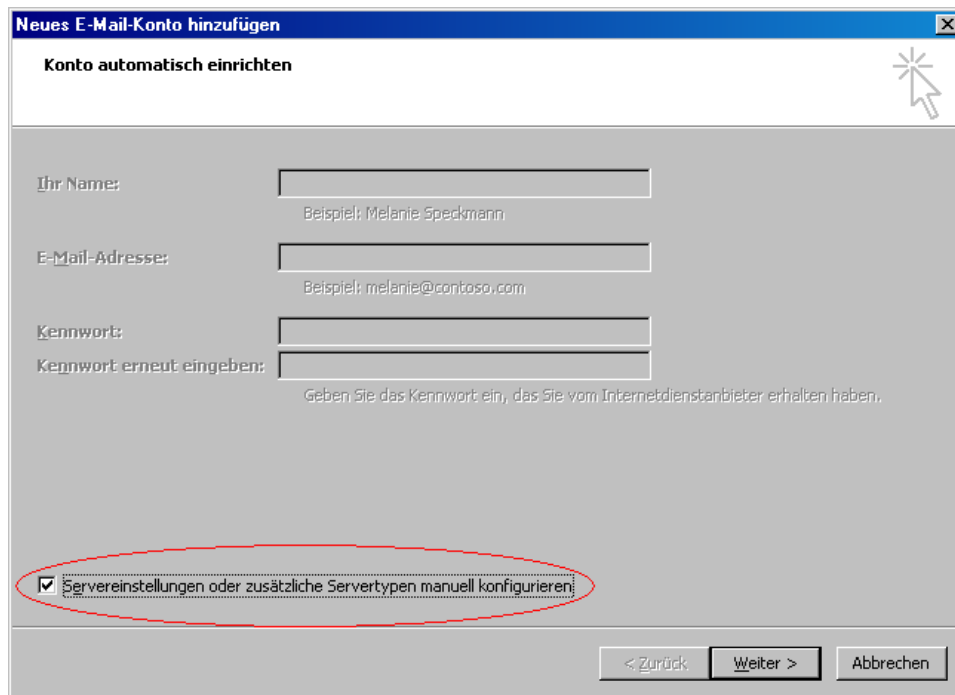 Neues E-Mail-Konto hinzufügen
Konto automatisch einrichten
Ihr Name:
Beispiel: Melanie Speckmann
E-Mail-Adresse:
Beispiel: melanie@contoso.com
Kennwort:
Kennwort erneut eingeben:
Geben Sie das Kennwort ein, das Sie vom Internetdienstanbieter erhalten haben.
Servereinstellungen oder zusätzliche Servertypen manuell konfigurieren
< Zurück Weiter > Abbrechen